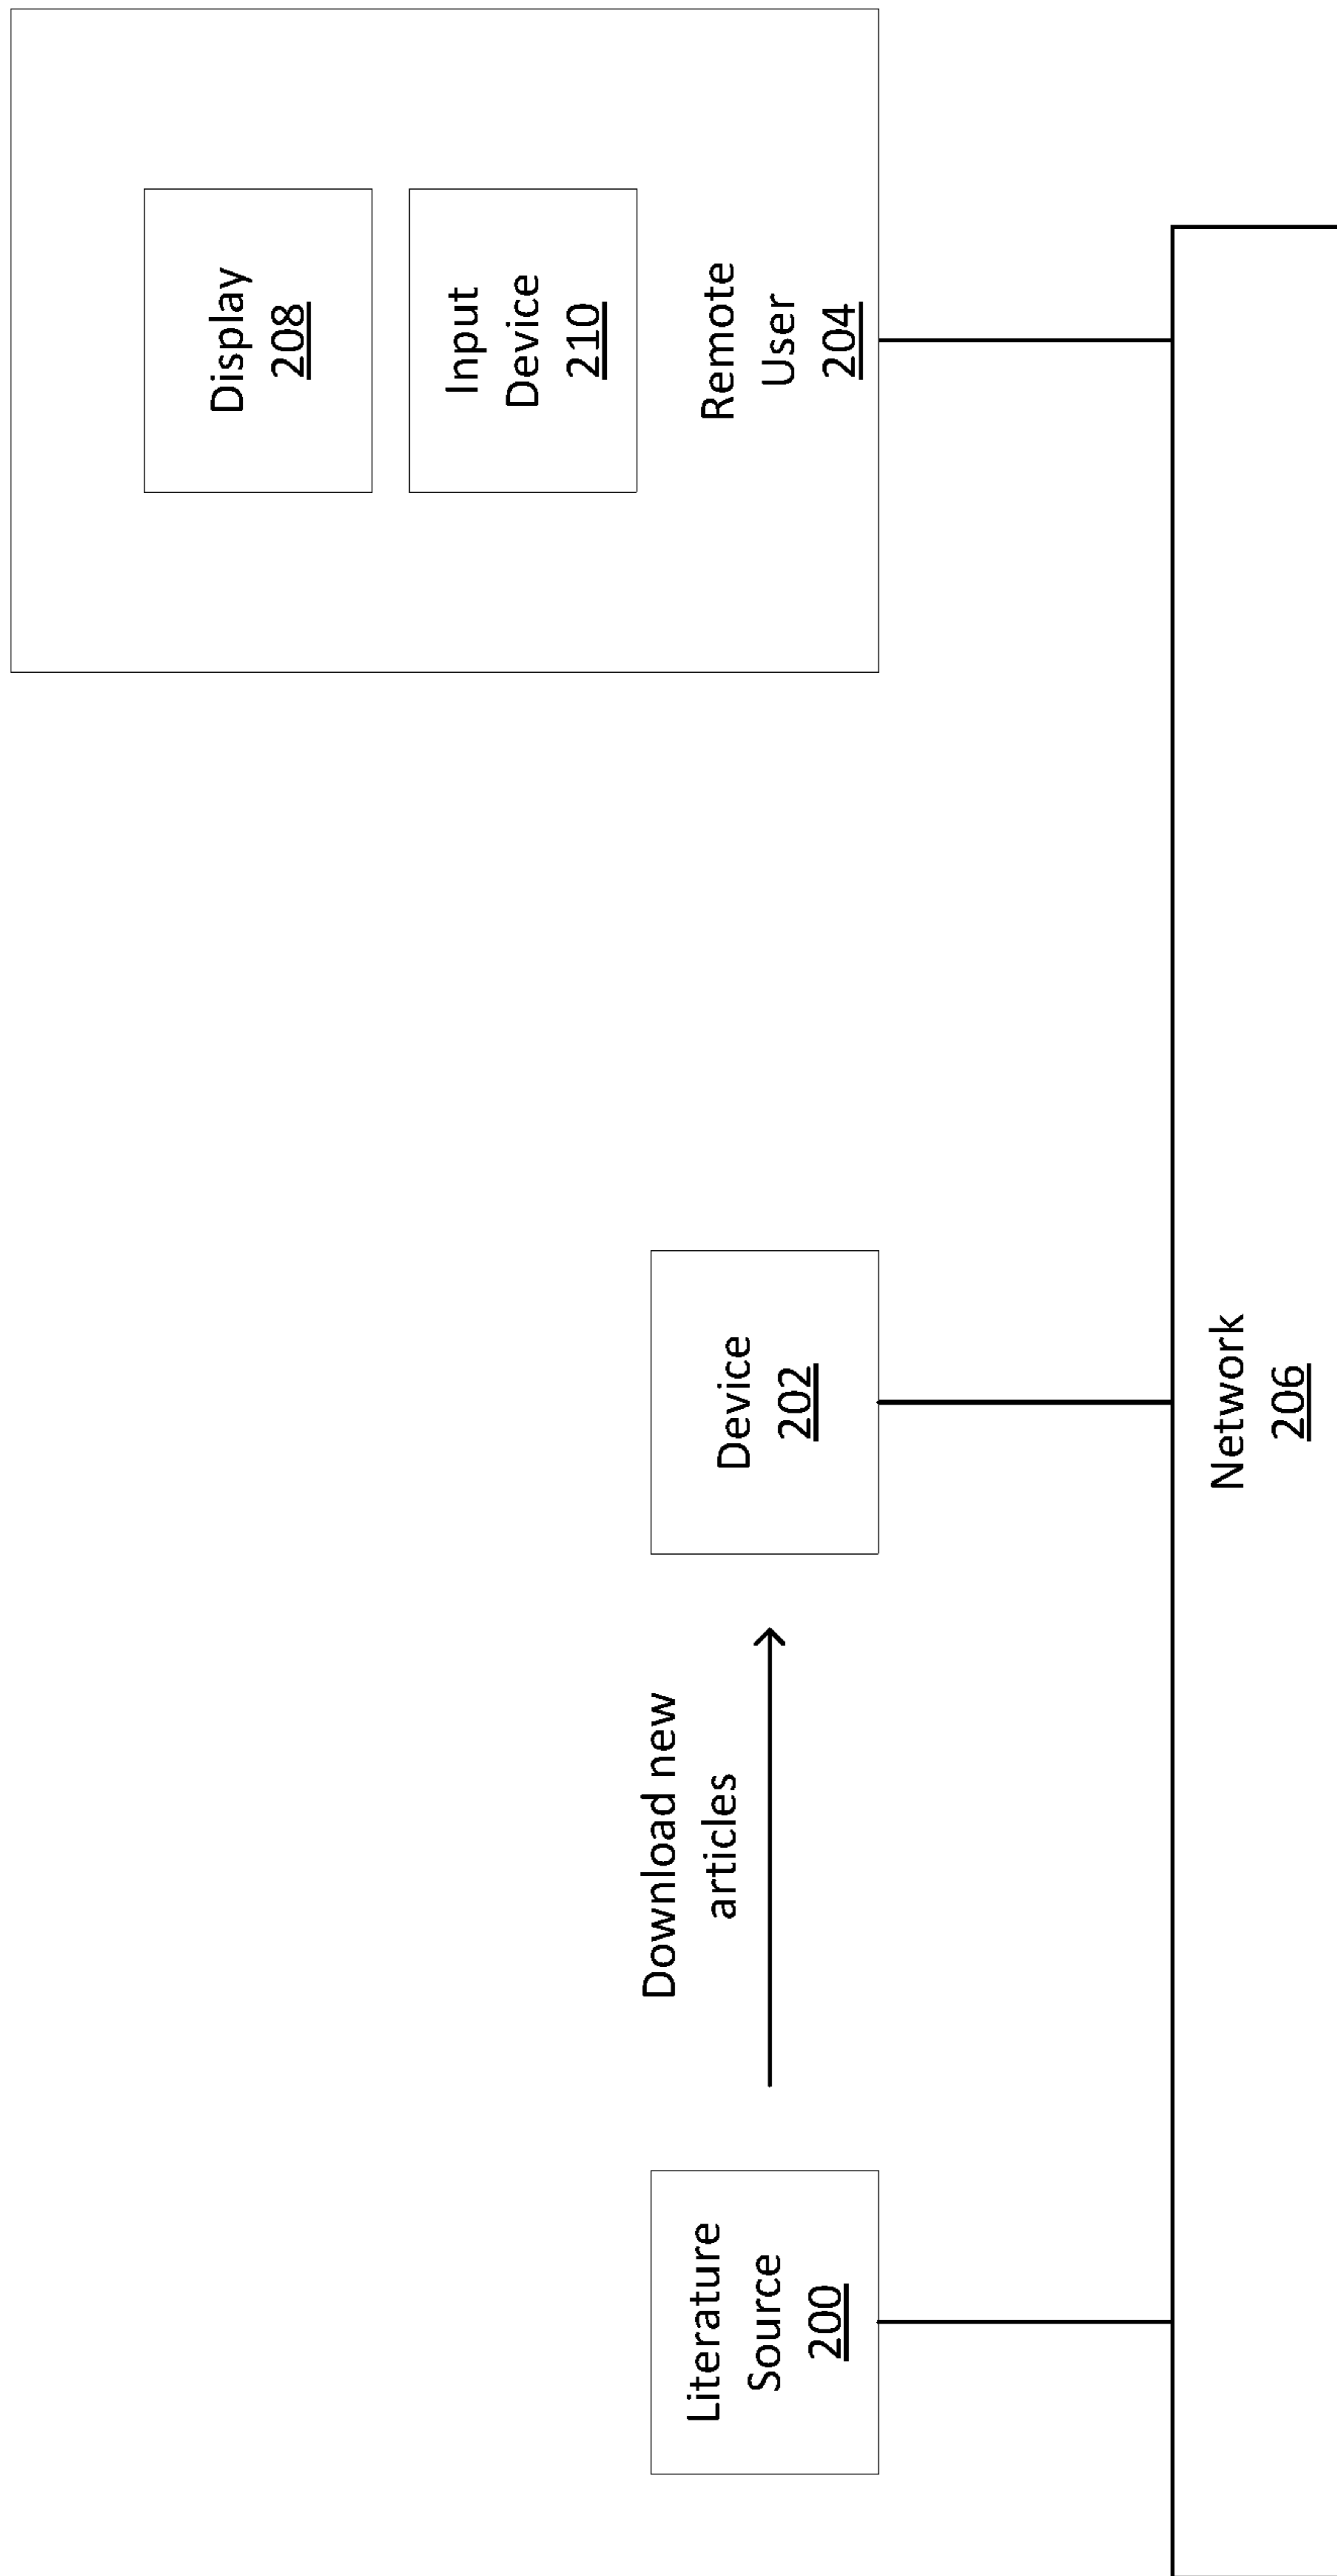 Literature
Source
200
Download new
articles
Device
202
Display
208
Input
Device
210
Remote
User
204
Network
206